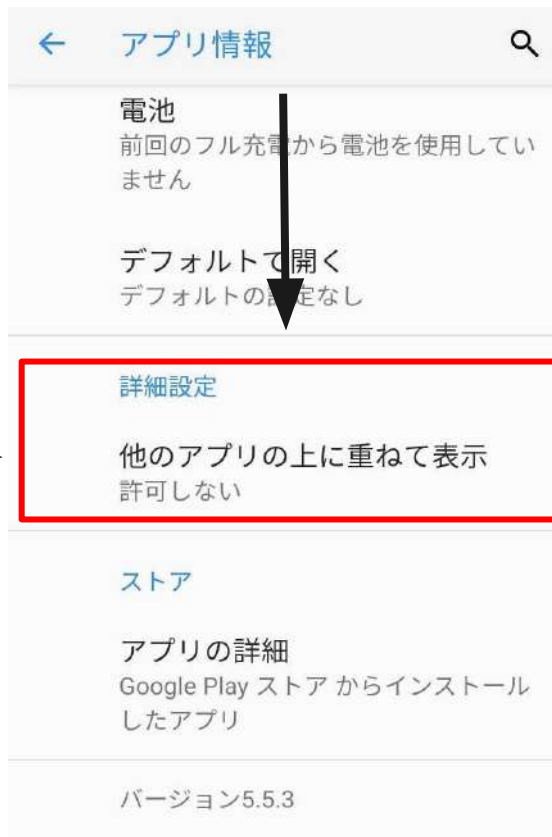 アプリ情報
電池
前回のフル充電から電池を使用してい
ません
デフォルトで開く
デフォルトの設定なし
詳細設定
他のアプリの上に重ねて表示
許可しない
ストア
アプリの詳細
Google Play ストア からインストール
したアプリ
バージョン5.5.3